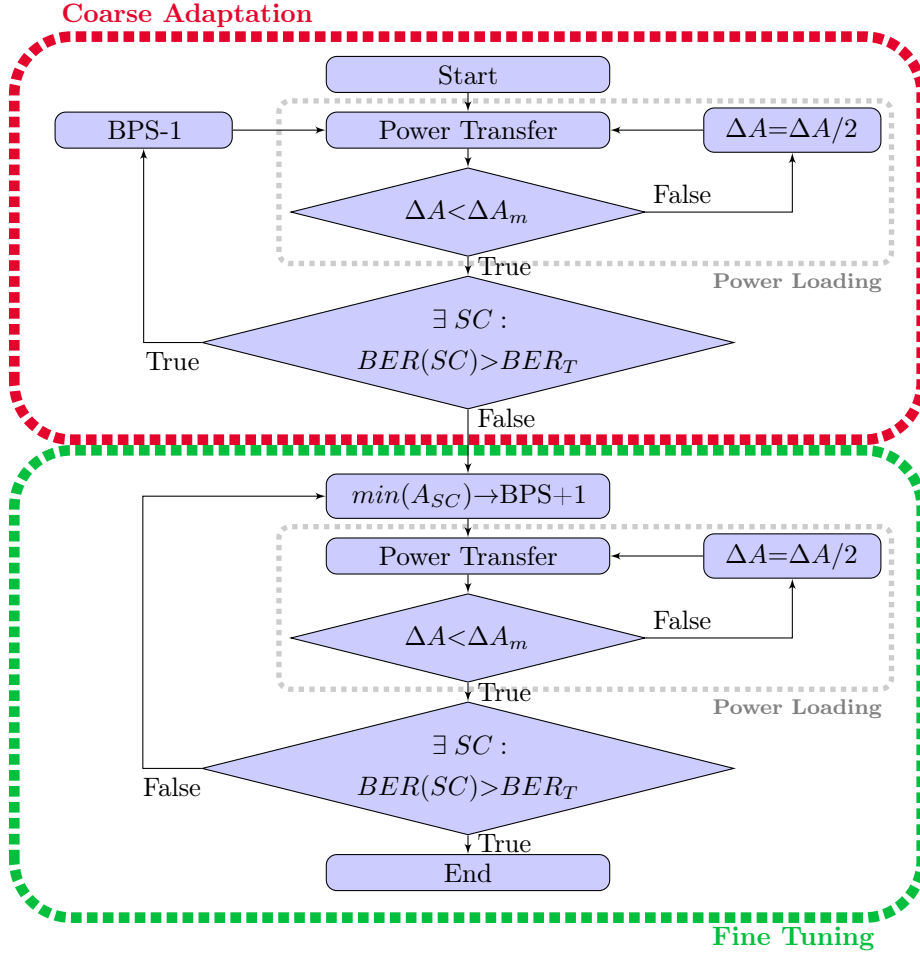 Coarse Adaptation
Start
BPS-1
Power Transfer
ΔA=ΔA/2
ΔA<ΔA_m
False
True
Power Loading
∃ SC :
BER(SC)>BER_T
True
False
min(A_SC)→BPS+1
Power Transfer
ΔA=ΔA/2
ΔA<ΔA_m
False
True
Power Loading
∃ SC :
BER(SC)>BER_T
False
True
End
Fine Tuning